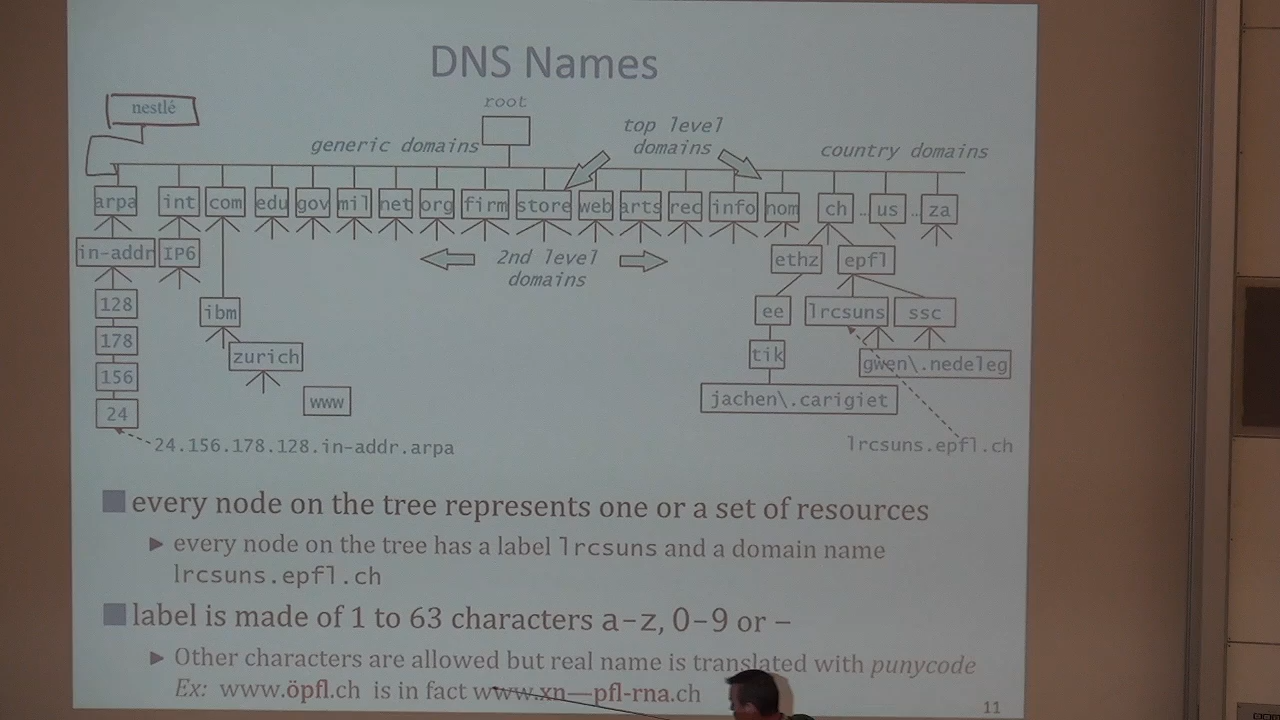 DNS Names
nestlé
root
generic domains
top level
domains
country domains
arpa int com edu gov mil net org firm store web arts rec info nom ch … us … za
in-addr IP6
2nd level
domains
ethz epfl
128
ibm
ee lrcsuns ssc
178
zurich
tik
gwen\.nedeleg
156
www
jachen\.carigiet
24
24.156.178.128.in-addr.arpa
lrcsuns.epfl.ch
every node on the tree represents one or a set of resources
every node on the tree has a label lrcsuns and a domain name
lrcsuns.epfl.ch
label is made of 1 to 63 characters a-z, 0-9 or -
Other characters are allowed but real name is translated with punycode
Ex: www.öpfl.ch is in fact www.xn—pfl-rna.ch
11